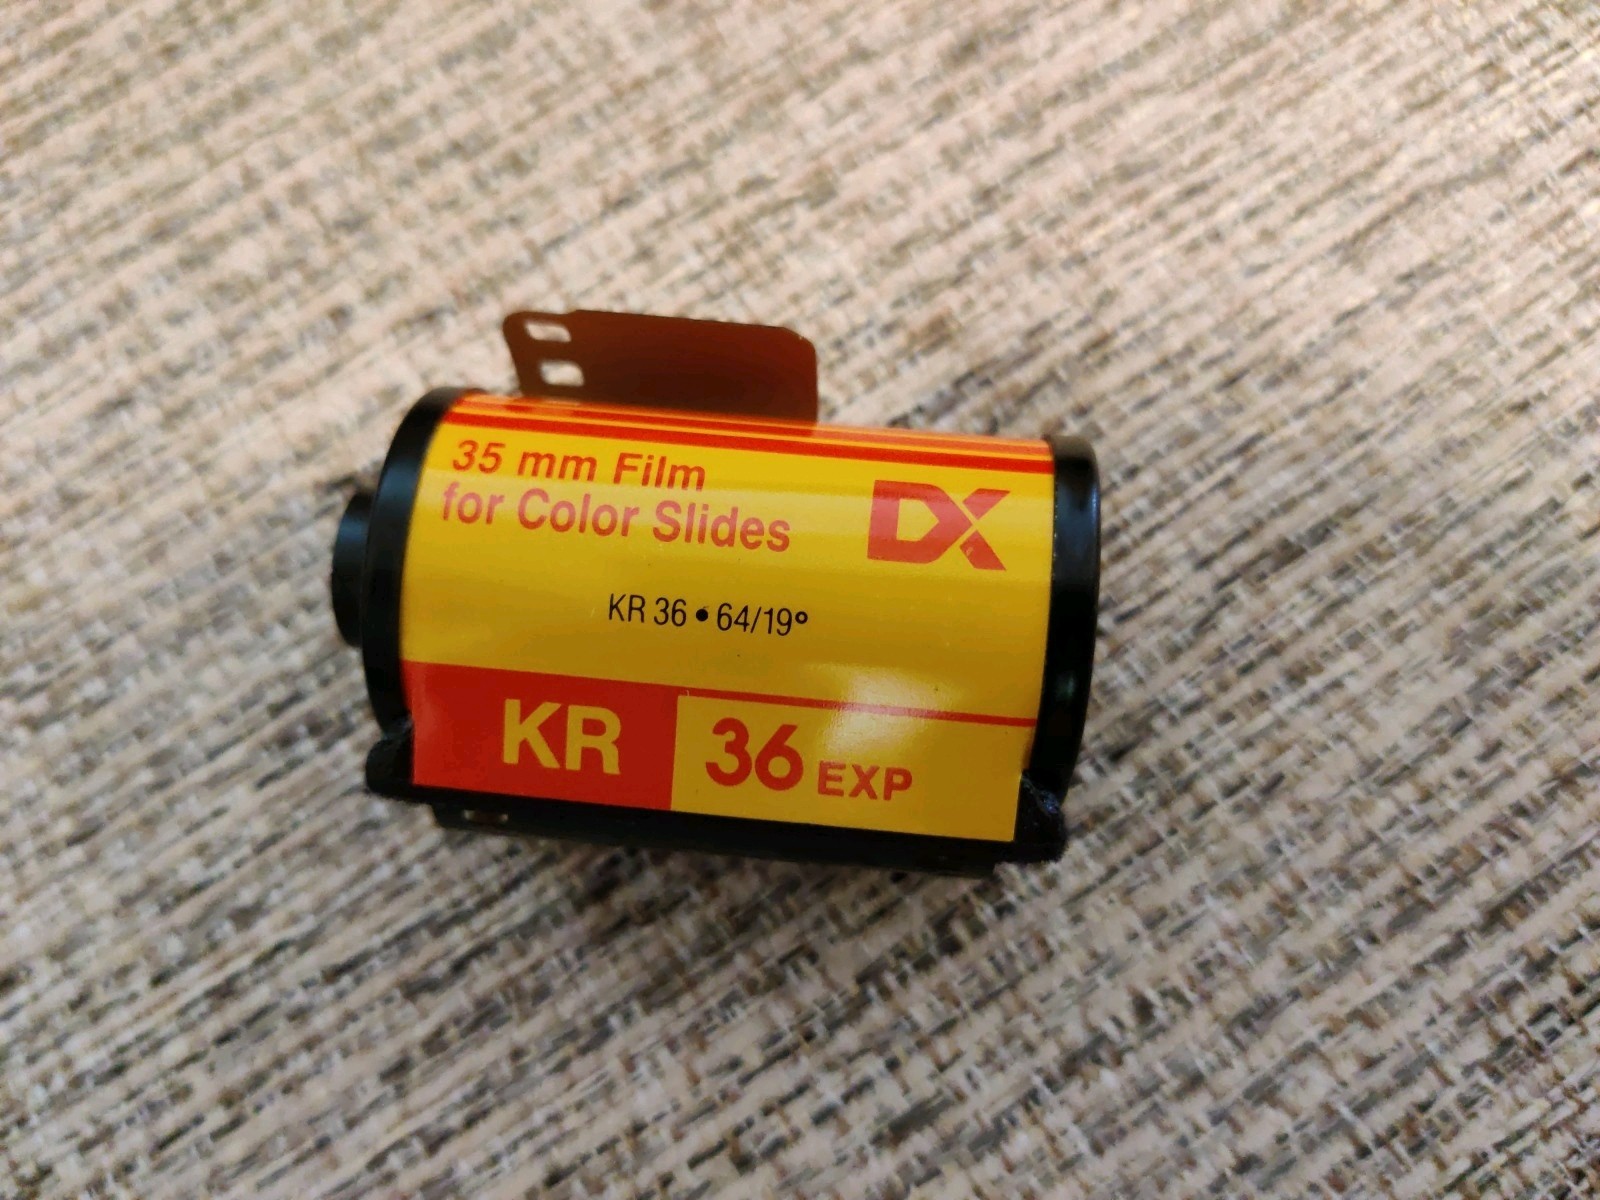 35 mm Film
for Color Slides
DX
KR 36 • 64/19°
KR
36 EXP